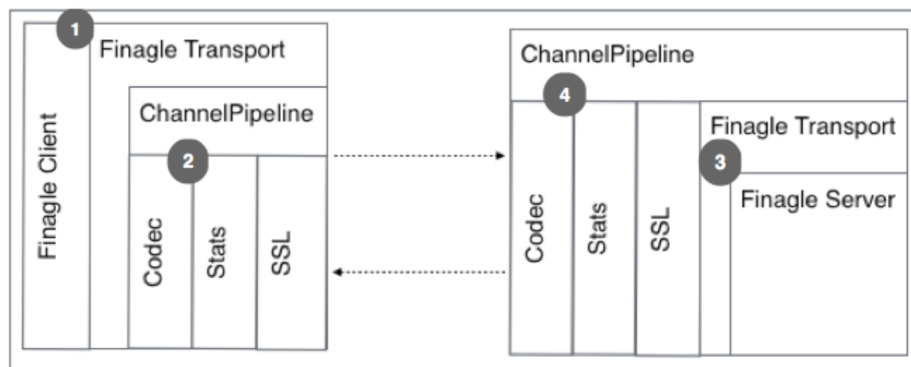 1
Finagle Transport
ChannelPipeline
2
Finagle Client
Codec
Stats
SSL
ChannelPipeline
4
Finagle Transport
3
Finagle Server
Codec
Stats
SSL